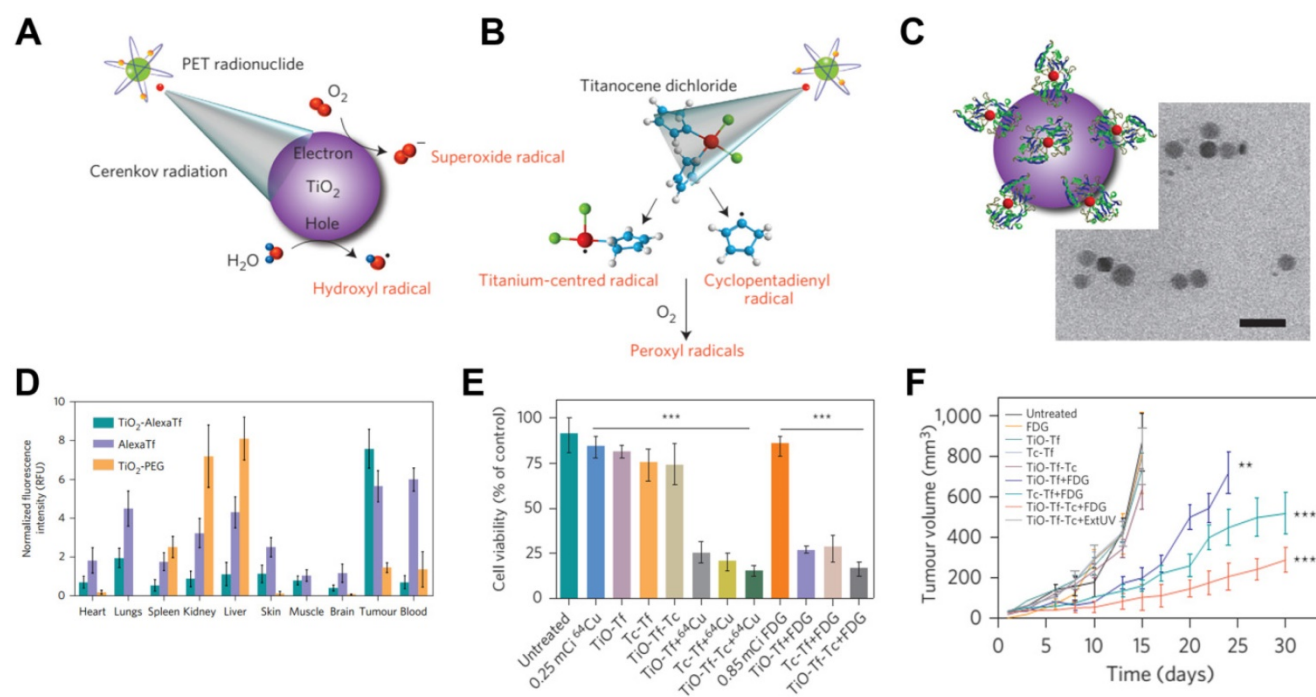 A
PET radionuclide
O2
Electron
Superoxide radical
Cerenkov radiation
TiO2
Hole
H2O
Hydroxyl radical
B
Titanocene dichloride
Titanium-centred radical
Cyclopentadienyl
radical
O2
Peroxyl radicals
C
D
Normalized fluorescence
intensity (RFU)
10
8
6
4
2
0
TiO2-AlexaTf
AlexaTf
TiO2-PEG
Heart Lungs Spleen Kidney Liver Skin Muscle Brain Tumour Blood
E
Cell viability (% of control)
100
75
50
25
0
***
***
Untreated
0.25 mCi 64Cu
TiO-Tf
Tc-Tf
TiO-Tf-Tc
TiO-Tf+64Cu
Tc-Tf+64Cu
TiO-Tf-Tc+64Cu
0.85 mCi FDG
TiO-Tf+FDG
Tc-Tf+FDG
TiO-Tf-Tc+FDG
F
Tumour volume (mm3)
1,000
800
600
400
200
0
Untreated
FDG
TiO-Tf
Tc-Tf
TiO-Tf-Tc
TiO-Tf+FDG
Tc-Tf+FDG
TiO-Tf-Tc+FDG
TiO-Tf-Tc+ExtUV
**
***
***
0 5 10 15 20 25 30
Time (days)